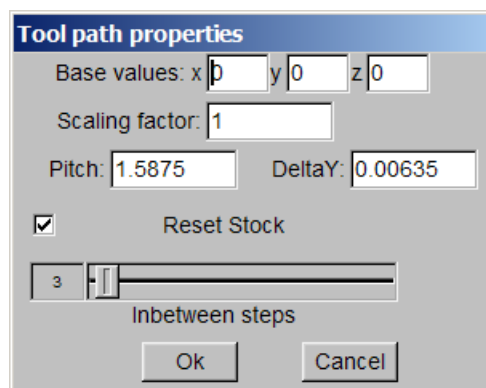 Tool path properties
Base values: x 0 y 0 z 0
Scaling factor: 1
Pitch: 1.5875 DeltaY: 0.00635
Reset Stock
3
Inbetween steps
Ok Cancel